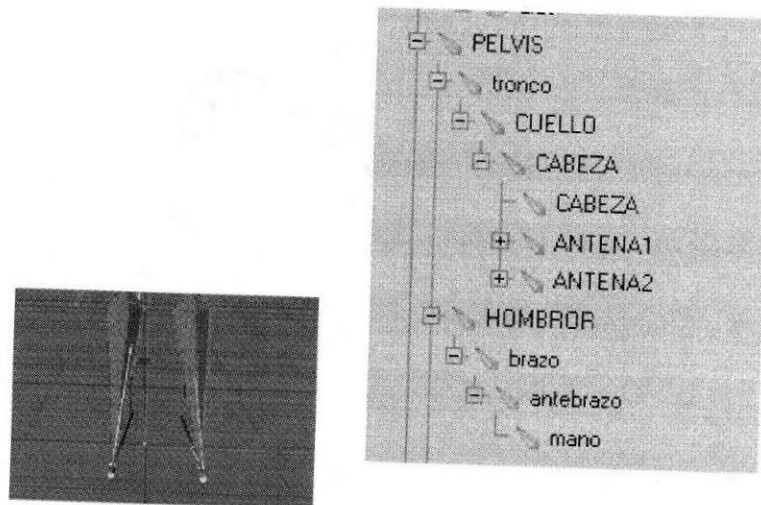 PELVIS
tronco
CUELLO
CABEZA
CABEZA
ANTENA1
ANTENA2
HOMBROR
brazo
antebrazo
mano